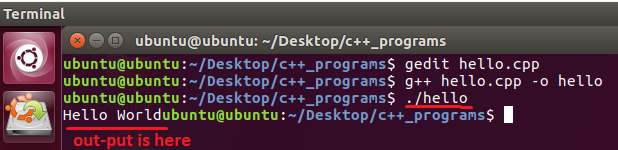 Terminal
ubuntu@ubuntu: ~/Desktop/c++_programs
ubuntu@ubuntu:~/Desktop/c++_programs$ gedit hello.cpp
ubuntu@ubuntu:~/Desktop/c++_programs$ g++ hello.cpp -o hello
ubuntu@ubuntu:~/Desktop/c++_programs$ ./hello
Hello Worldubuntu@ubuntu:~/Desktop/c++_programs$
out-put is here